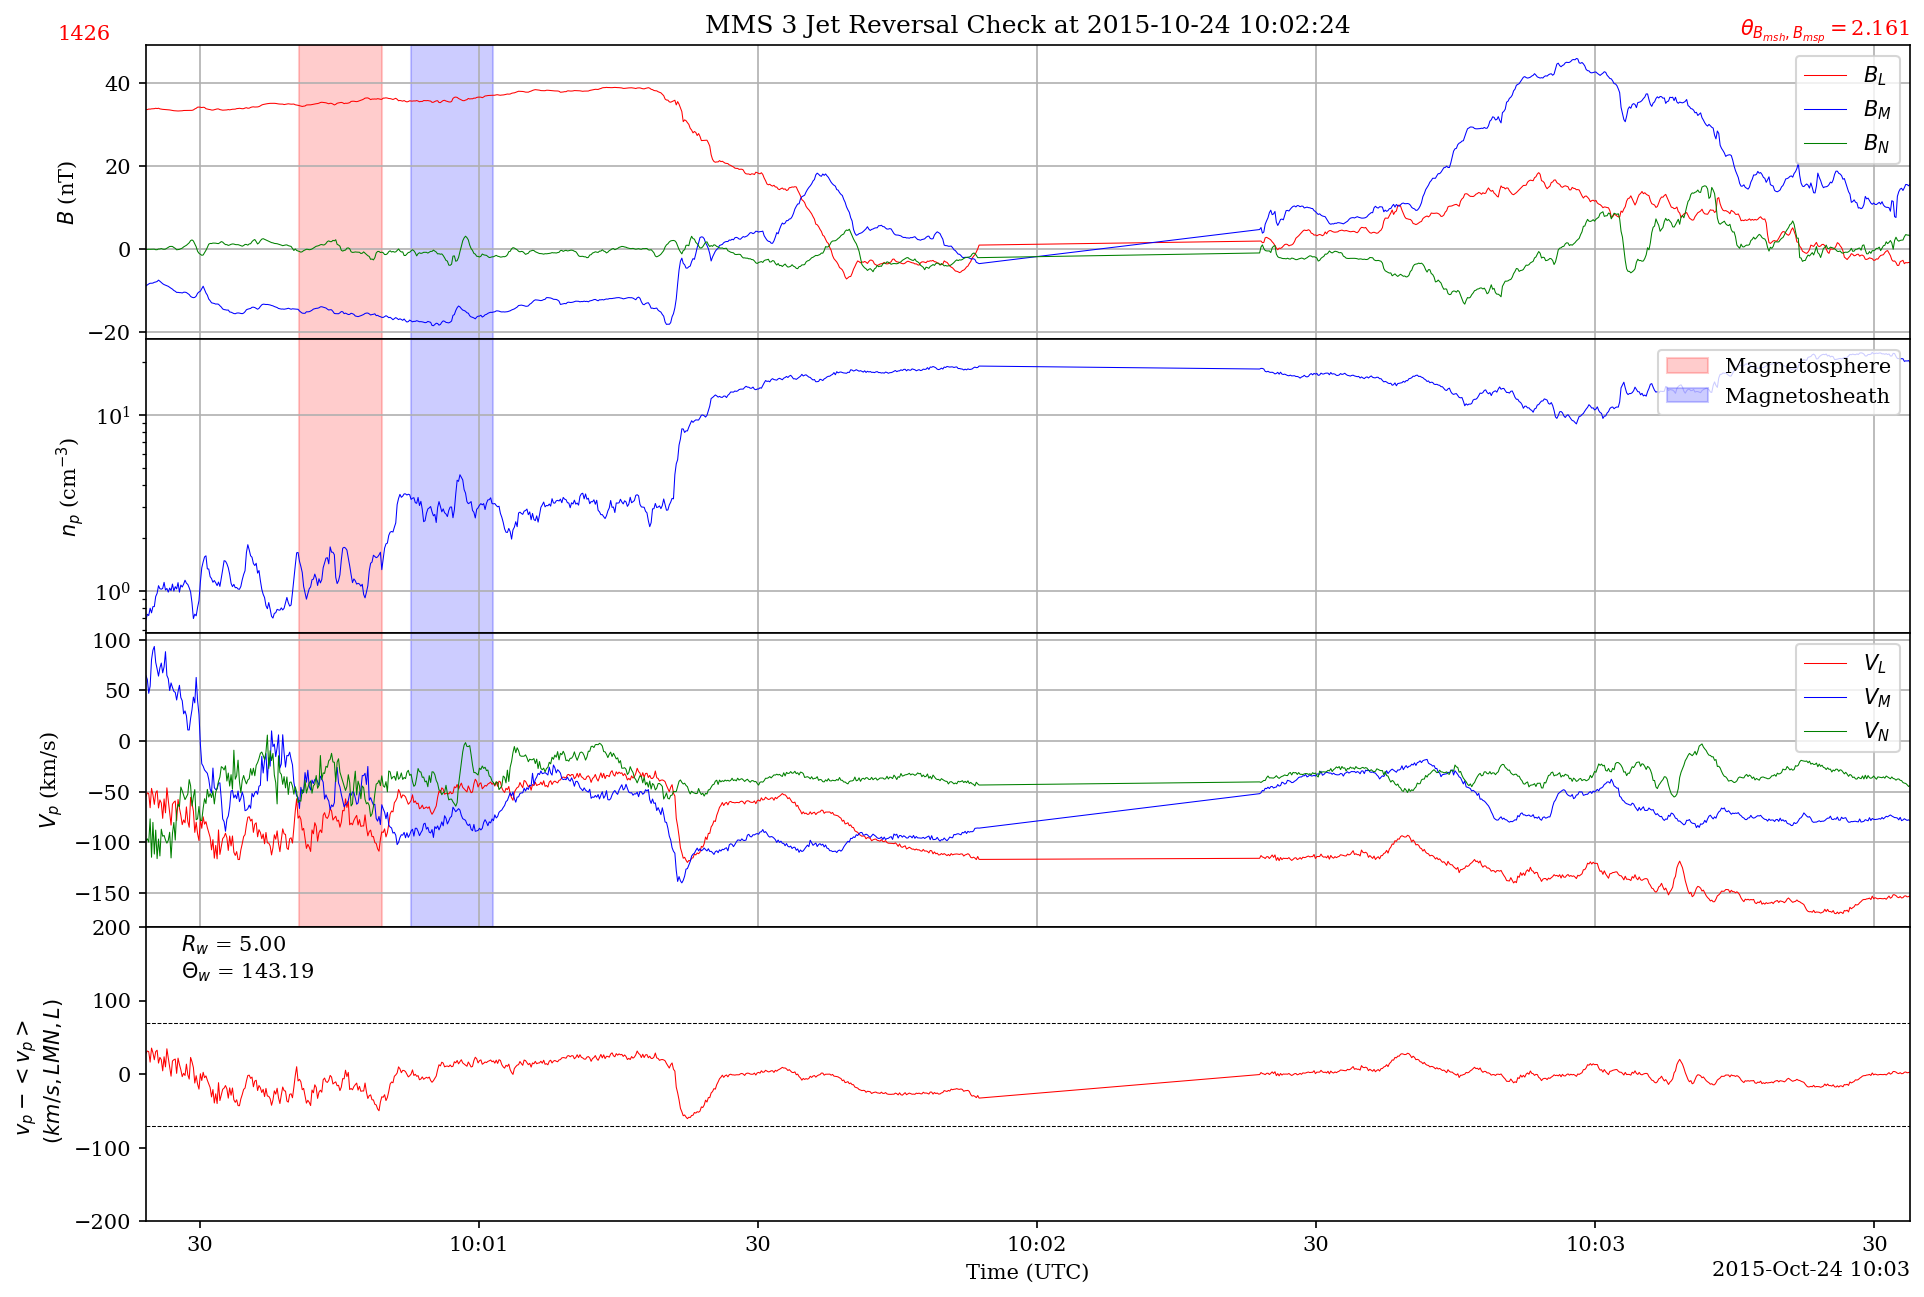 1426
MMS 3 Jet Reversal Check at 2015-10-24 10:02:24
θ_{B_{msh}, B_{msp}} = 2.161
40
20
0
−20
B (nT)
B_L
B_M
B_N
10^1
10^0
n_p (cm^{−3})
Magnetosphere
Magnetosheath
100
50
0
−50
−100
−150
V_p (km/s)
V_L
V_M
V_N
200
100
0
−100
−200
v_p − < v_p >
(km/s, LMN, L)
R_w = 5.00
Θ_w = 143.19
30 10:01 30 10:02 30 10:03 30
Time (UTC)
2015-Oct-24 10:03